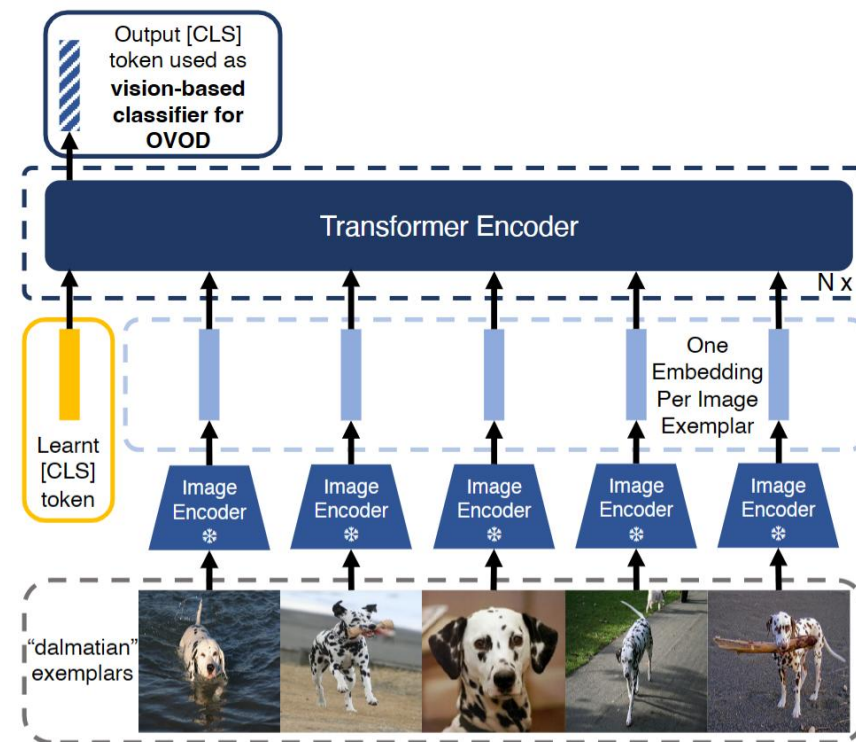 Output [CLS]
token used as
vision-based
classifier for
OVOD
Transformer Encoder
N x
Learnt
[CLS]
token
One
Embedding
Per Image
Exemplar
Image
Encoder
Image
Encoder
Image
Encoder
Image
Encoder
Image
Encoder
“dalmatian”
exemplars